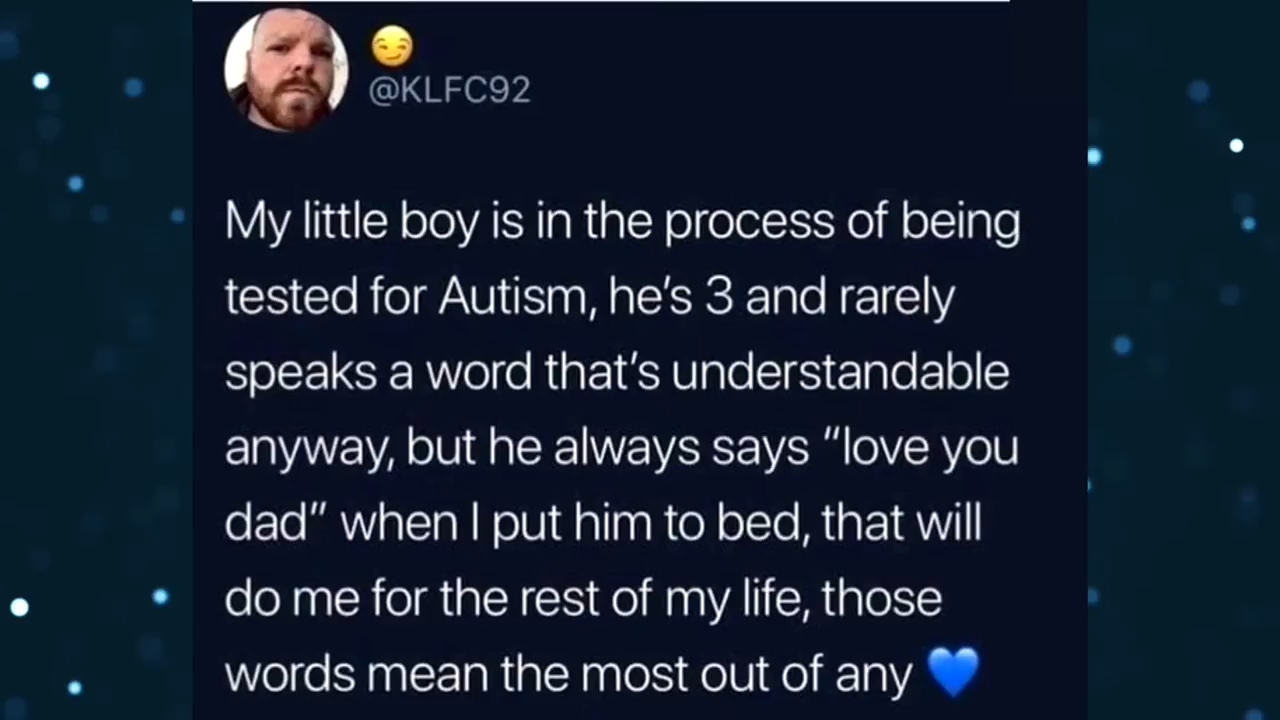 😏
@KLFC92
My little boy is in the process of being
tested for Autism, he's 3 and rarely
speaks a word that's understandable
anyway, but he always says "love you
dad" when I put him to bed, that will
do me for the rest of my life, those
words mean the most out of any 💙